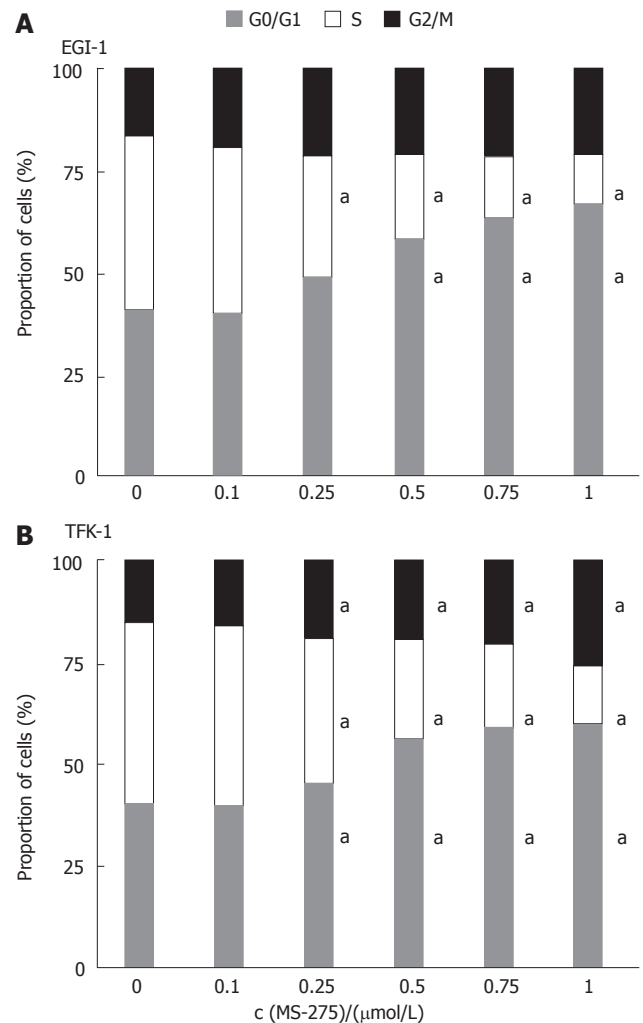 A
G0/G1 S G2/M
EGI-1
100
75
50
25
0
Proportion of cells (%)
a a a a
a a a
0 0.1 0.25 0.5 0.75 1
B TFK-1
100
75
50
25
0
Proportion of cells (%)
a a a a
a a a a
a a a a
0 0.1 0.25 0.5 0.75 1
c (MS-275)/(μmol/L)